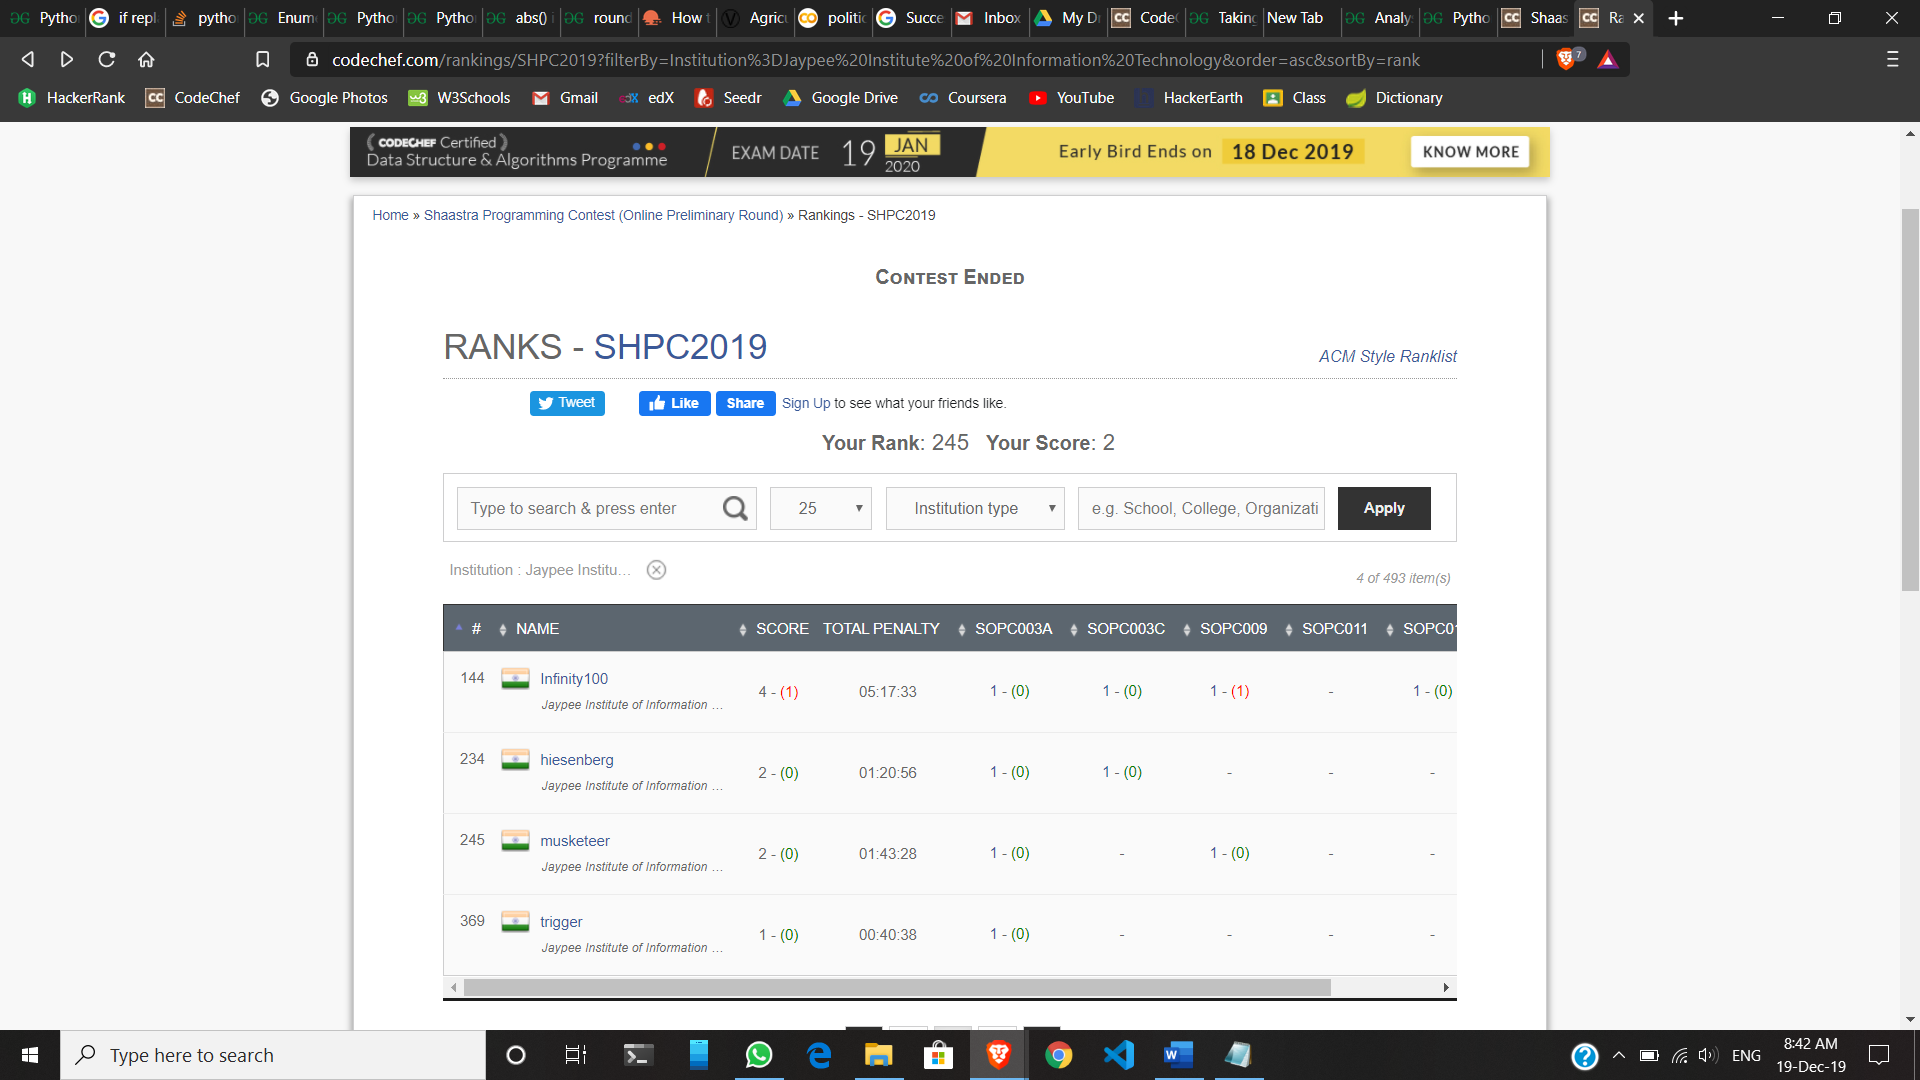 Pytho if repl pytho Enum Pytho Pytho abs() i round How t Agricu politic Succe Inbox My Dr CodeC Taking New Tab Analy Pytho Shaas Ra
codechef.com/rankings/SHPC2019?filterBy=Institution%3DJaypee%20Institute%20of%20Information%20Technology&order=asc&sortBy=rank 7
HackerRank CodeChef Google Photos W3Schools Gmail edX Seedr Google Drive Coursera YouTube HackerEarth Class Dictionary
CODECHEF Certified
Data Structure & Algorithms Programme
EXAM DATE 19 JAN 2020
Early Bird Ends on 18 Dec 2019 KNOW MORE
Home » Shaastra Programming Contest (Online Preliminary Round) » Rankings - SHPC2019
CONTEST ENDED
RANKS - SHPC2019
ACM Style Ranklist
Tweet Like Share Sign Up to see what your friends like.
Your Rank: 245 Your Score: 2
Type to search & press enter 25 Institution type e.g. School, College, Organizati Apply
Institution : Jaypee Institu...
4 of 493 item(s)
# NAME SCORE TOTAL PENALTY SOPC003A SOPC003C SOPC009 SOPC011 SOPC01
144 Infinity100 4 - (1) 05:17:33 1 - (0) 1 - (0) 1 - (1) - 1 - (0)
Jaypee Institute of Information ...
234 hiesenberg 2 - (0) 01:20:56 1 - (0) 1 - (0) - - -
Jaypee Institute of Information ...
245 musketeer 2 - (0) 01:43:28 1 - (0) - 1 - (0) - -
Jaypee Institute of Information ...
369 trigger 1 - (0) 00:40:38 1 - (0) - - - -
Jaypee Institute of Information ...
Type here to search
ENG
8:42 AM
19-Dec-19